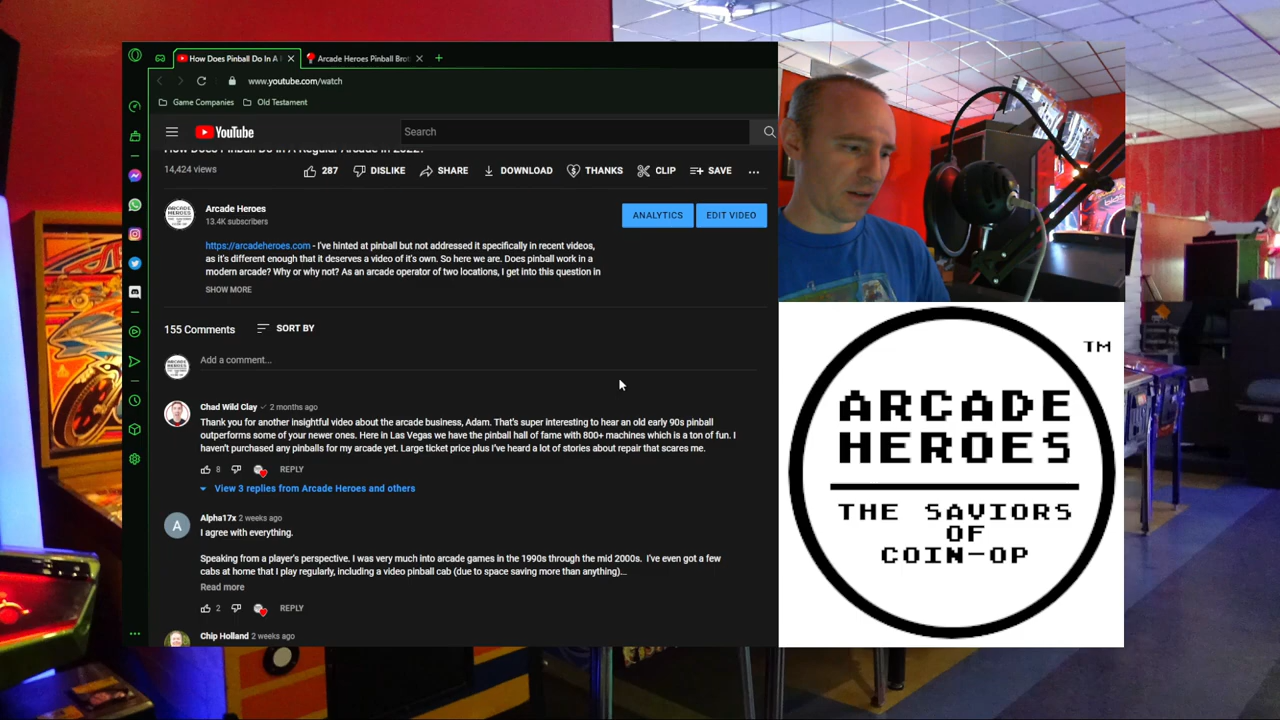 How Does Pinball Do In A
Arcade Heroes Pinball Bro
www.youtube.com/watch
Game Companies
Old Testament
YouTube
Search
How Does Pinball Do In A Regular Arcade In 2022?
14,424 views
287
DISLIKE
SHARE
DOWNLOAD
THANKS
CLIP
SAVE
Arcade Heroes
13.4K subscribers
ANALYTICS
EDIT VIDEO
https://arcadeheroes.com - I've hinted at pinball but not addressed it specifically in recent videos,
as it's different enough that it deserves a video of it's own. So here we are. Does pinball work in a
modern arcade? Why or why not? As an arcade operator of two locations, I get into this question in
SHOW MORE
155 Comments
SORT BY
Add a comment...
Chad Wild Clay 2 months ago
Thank you for another insightful video about the arcade business, Adam. That's super interesting to hear an old early 90s pinball
outperforms some of your newer ones. Here in Las Vegas we have the pinball hall of fame with 800+ machines which is a ton of fun. I
haven't purchased any pinballs for my arcade yet. Large ticket price plus I've heard a lot of stories about repair that scares me.
8
REPLY
View 3 replies from Arcade Heroes and others
A
Alpha17x 2 weeks ago
I agree with everything.
Speaking from a player's perspective. I was very much into arcade games in the 1990s through the mid 2000s. I've even got a few
cabs at home that I play regularly, including a video pinball cab (due to space saving more than anything)...
Read more
2
REPLY
Chip Holland 2 weeks ago
TM
ARCADE
HEROES
THE SAVIORS
OF
COIN-OP